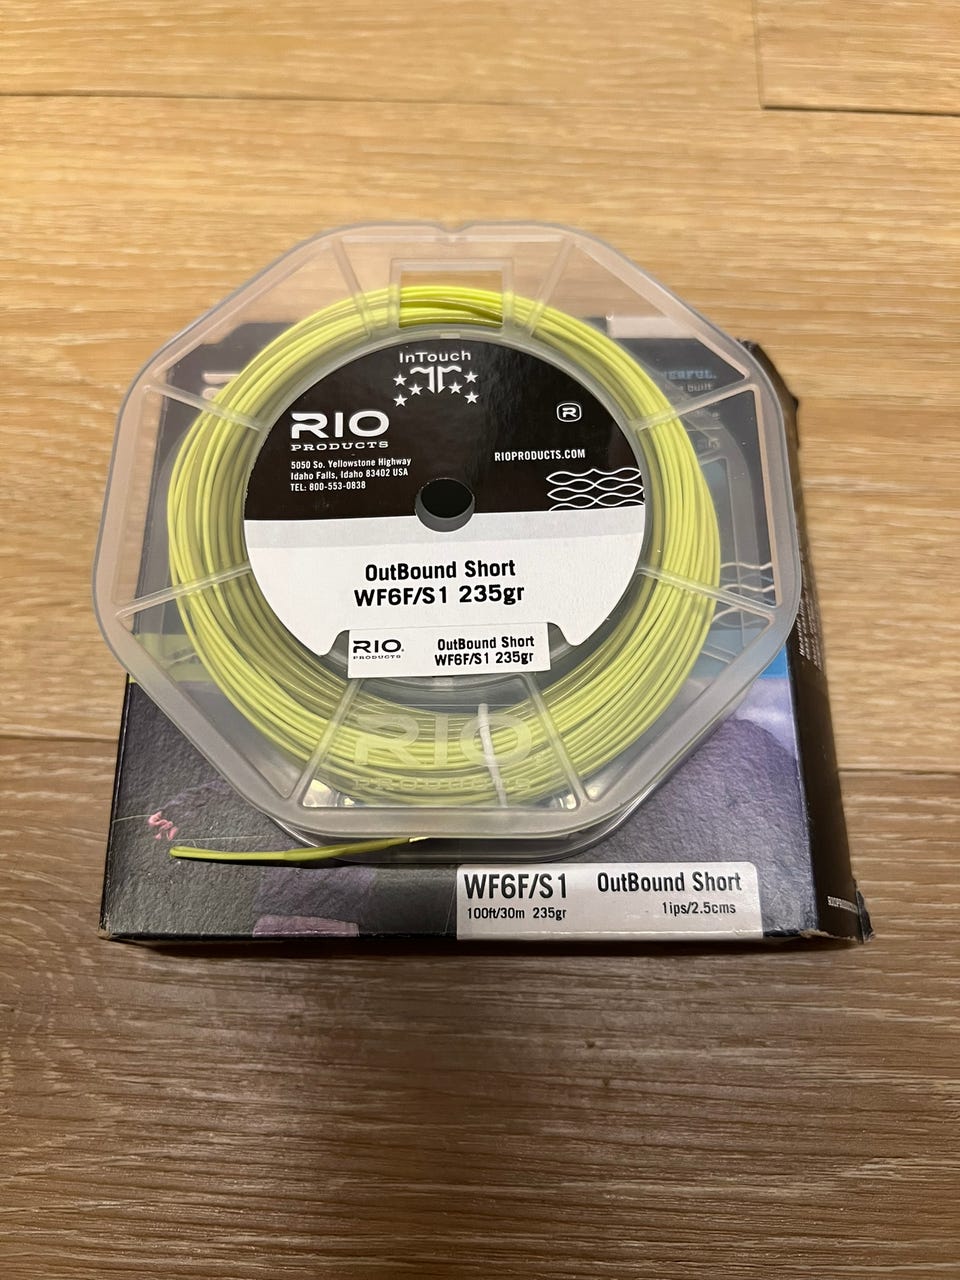 InTouch
RIO
PRODUCTS
5050 So. Yellowstone Highway
Idaho Falls, Idaho 83402 USA
TEL: 800-553-0838
R
RIOPRODUCTS.COM
OutBound Short
WF6F/S1 235gr
RIO®
PRODUCTS
OutBound Short
WF6F/S1 235gr
RIO
PRODUCTS
WF6F/S1 OutBound Short
100ft/30m 235gr 1ips/2.5cms